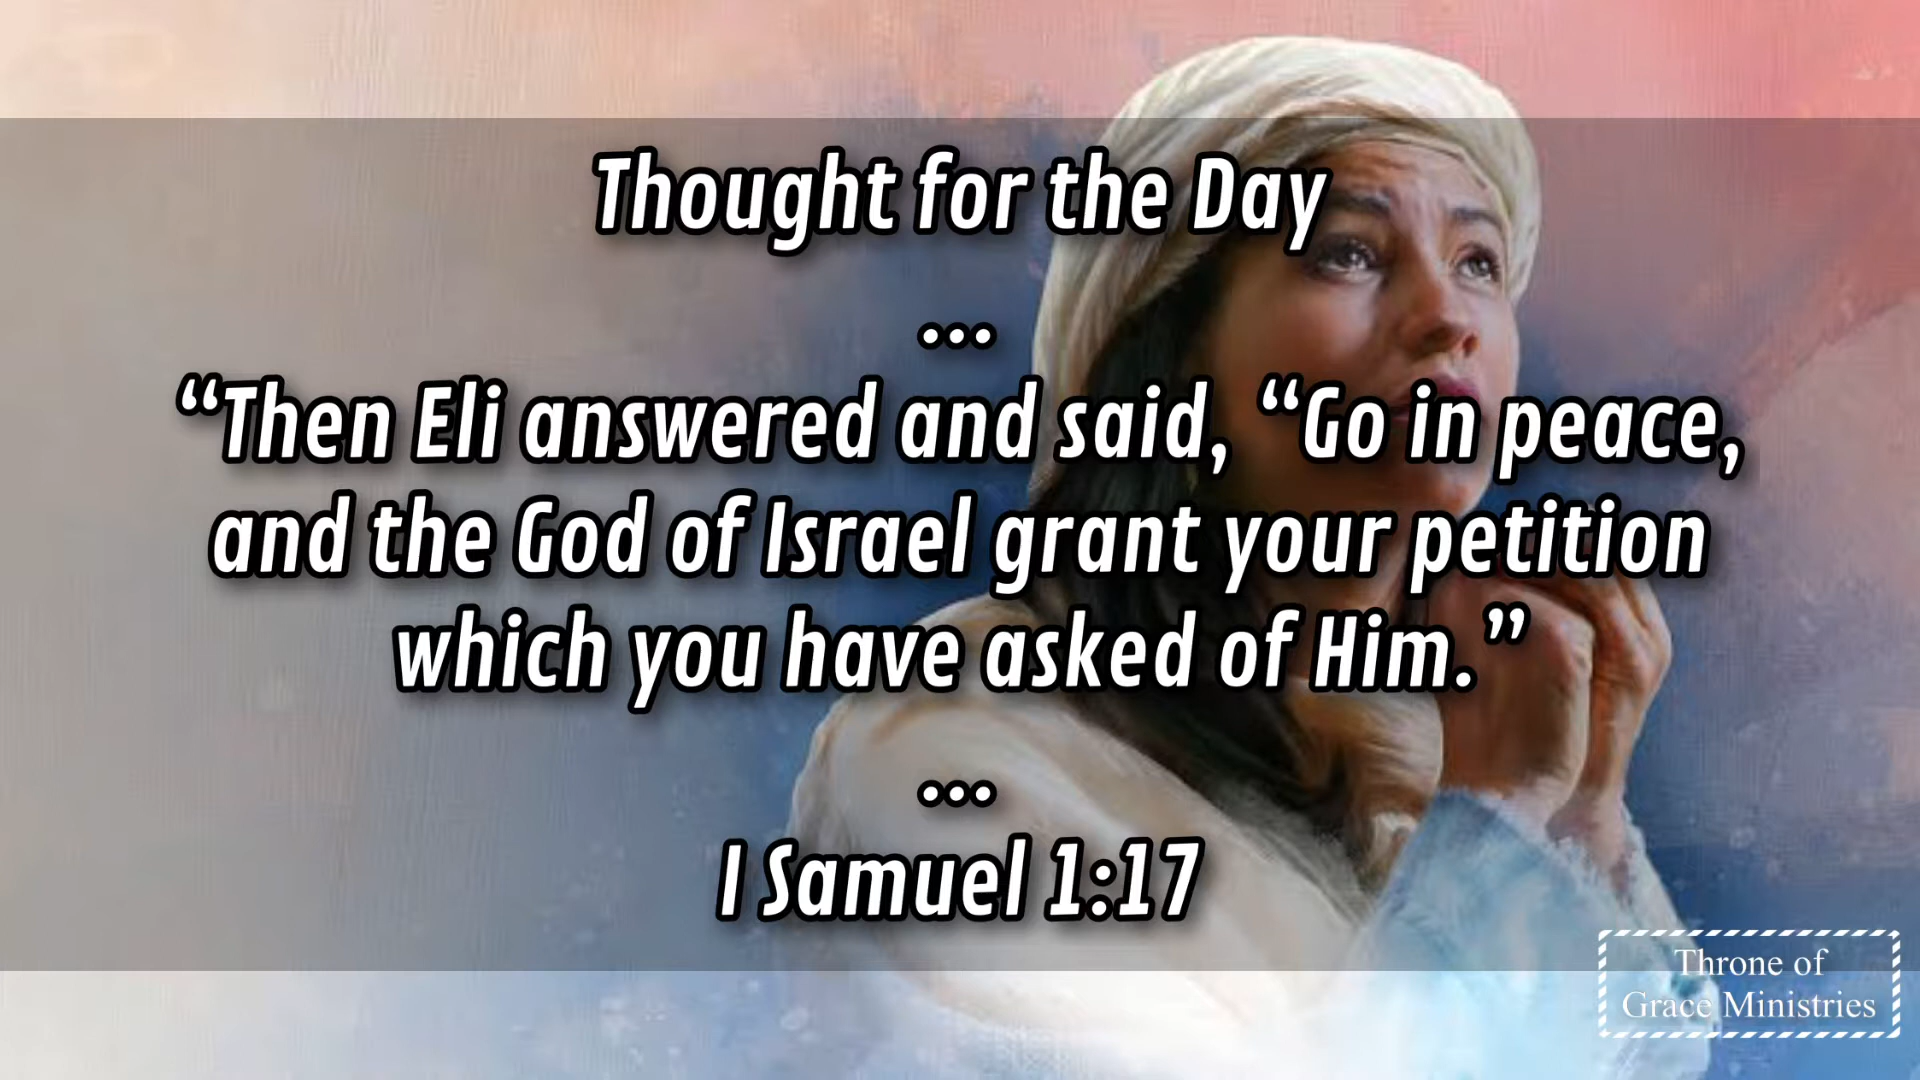 Thought for the Day
...
“Then Eli answered and said, “Go in peace,
and the God of Israel grant your petition
which you have asked of Him.”
...
I Samuel 1:17
Throne of
Grace Ministries